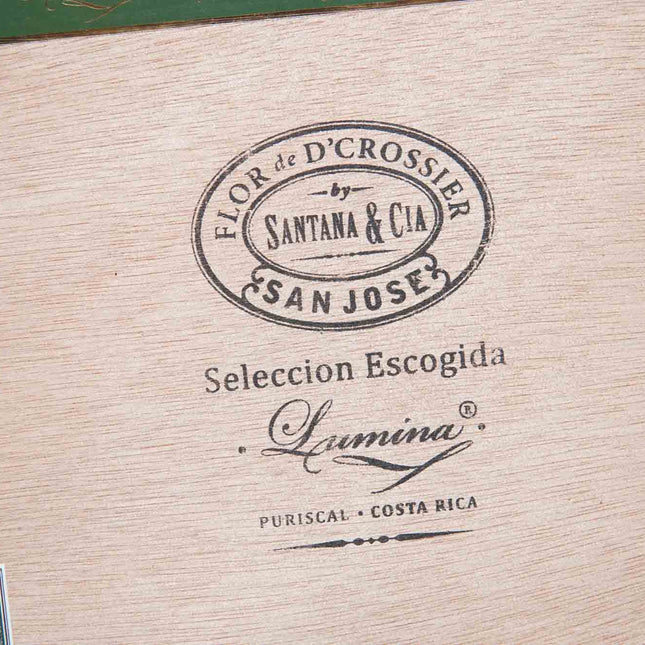 FLOR de D'CROSSIER
by
SANTANA & CIA
SAN JOSE
Seleccion Escogida
· Lumina® ·
PURISCAL · COSTA RICA